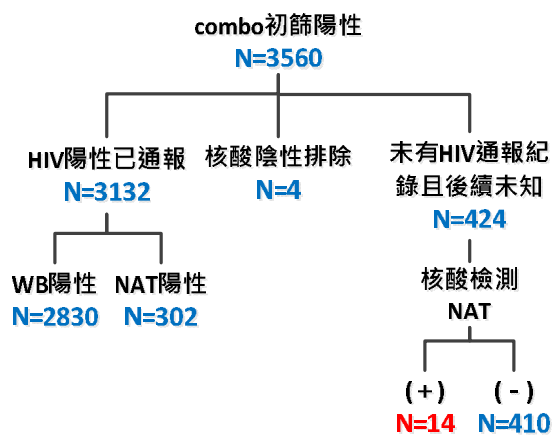 combo初篩陽性
N=3560
HIV陽性已通報
N=3132
核酸陰性排除
N=4
未有HIV通報紀
錄且後續未知
N=424
WB陽性
N=2830
NAT陽性
N=302
核酸檢測
NAT
(+)
N=14
(-)
N=410